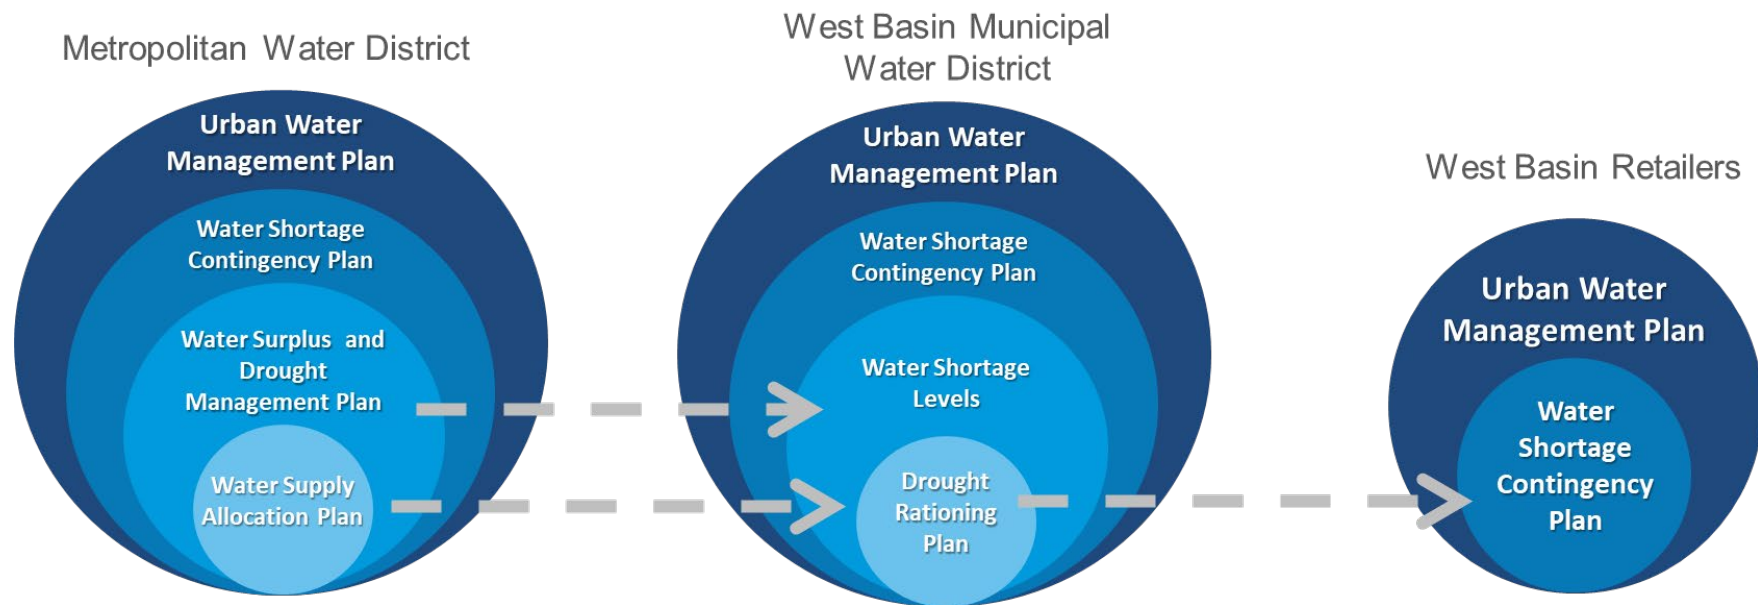 Metropolitan Water District
Urban Water
Management Plan
Water Shortage
Contingency Plan
Water Surplus and
Drought
Management Plan
Water Supply
Allocation Plan
West Basin Municipal
Water District
Urban Water
Management Plan
Water Shortage
Contingency Plan
Water Shortage
Levels
Drought
Rationing
Plan
West Basin Retailers
Urban Water
Management Plan
Water
Shortage
Contingency
Plan